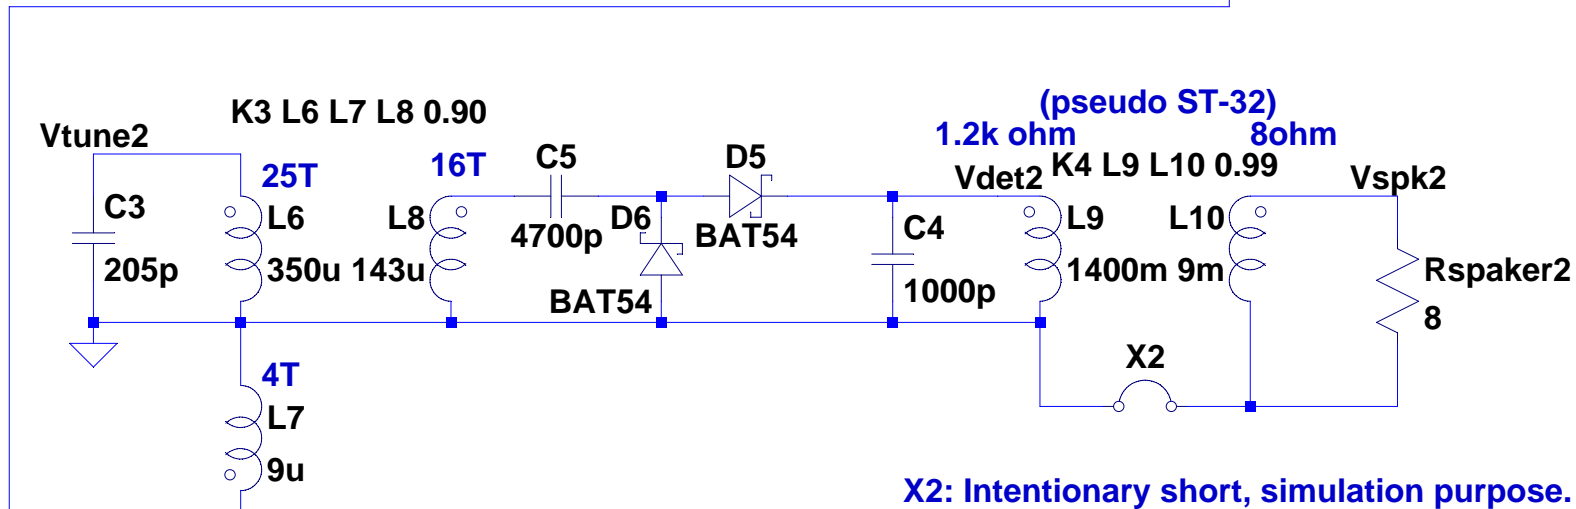 (pseudo ST-32)
K3 L6 L7 L8 0.90
1.2k ohm
8ohm
Vtune2
25T
16T
C5
D5
Vdet2
K4 L9 L10 0.99
Vspk2
C3
L6
L8
4700p
D6
BAT54
C4
L9
L10
205p
350u
143u
BAT54
1000p
1400m
9m
Rspaker2
8
4T
X2
L7
9u
X2: Intentionary short, simulation purpose.